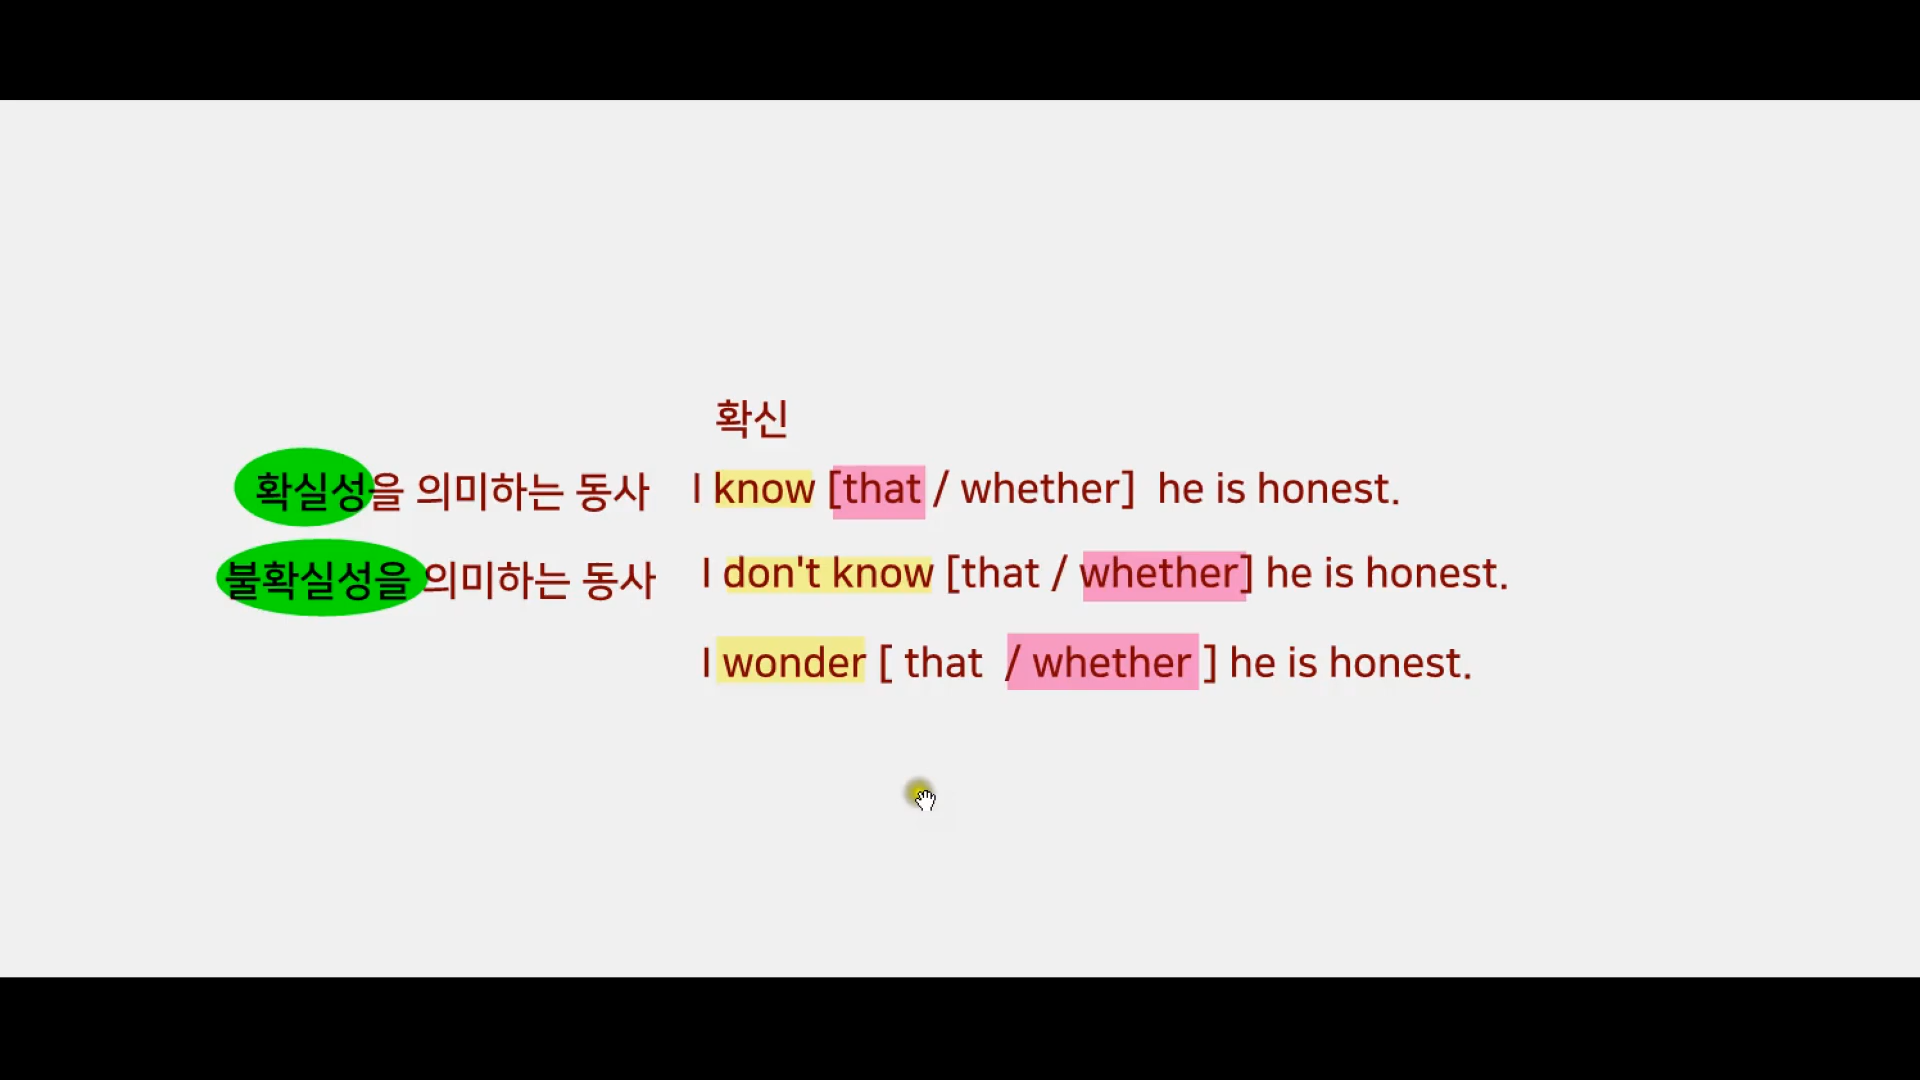 확신
확실성을 의미하는 동사 I know [that / whether] he is honest.
불확실성을 의미하는 동사 I don't know [that / whether] he is honest.
I wonder [ that / whether ] he is honest.